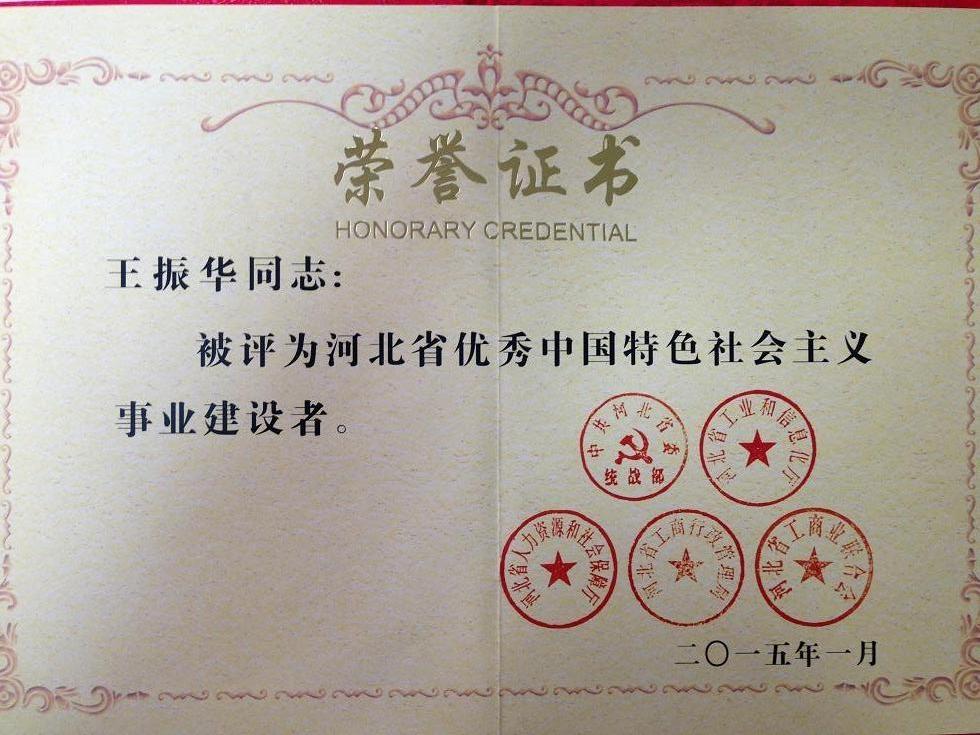 荣誉证书
HONORARY CREDENTIAL
王振华同志：
被评为河北省优秀中国特色社会主义
事业建设者。
中共河北省委
统战部
河北省工业和信息化厅
河北省人力资源和社会保障厅
河北省工商行政管理局
河北省工商业联合会
二〇一五年一月